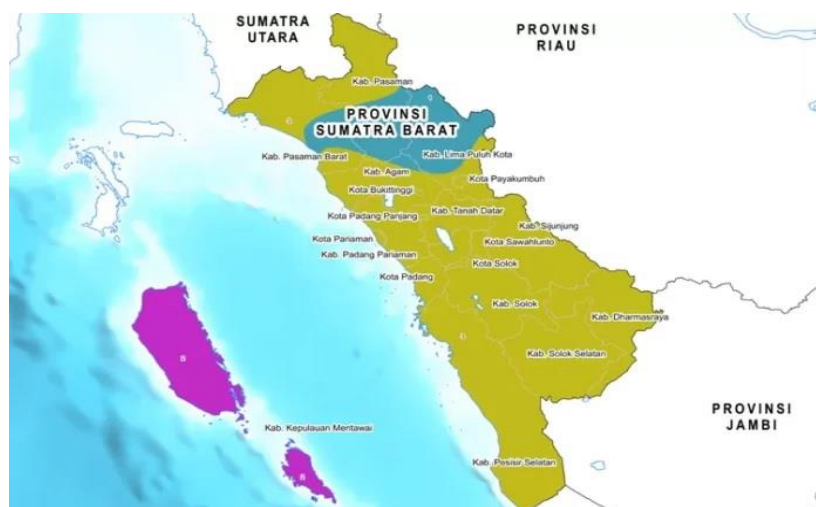 SUMATRA
UTARA
PROVINSI
RIAU
Kab. Pasaman
PROVINSI
SUMATRA BARAT
Kab. Pasaman Barat
Kab. Lima Puluh Kota
Kab. Agam
Kota Payakumbuh
Kota Bukittinggi
Kab. Tanah Datar
Kota Padang Panjang
Kab. Sijunjung
Kota Pariaman
Kota Sawahlunto
Kab. Padang Pariaman
Kota Solok
Kota Padang
Kab. Solok
Kab. Dharmasraya
Kab. Solok Selatan
PROVINSI
JAMBI
Kab. Kepulauan Mentawai
Kab. Pesisir Selatan